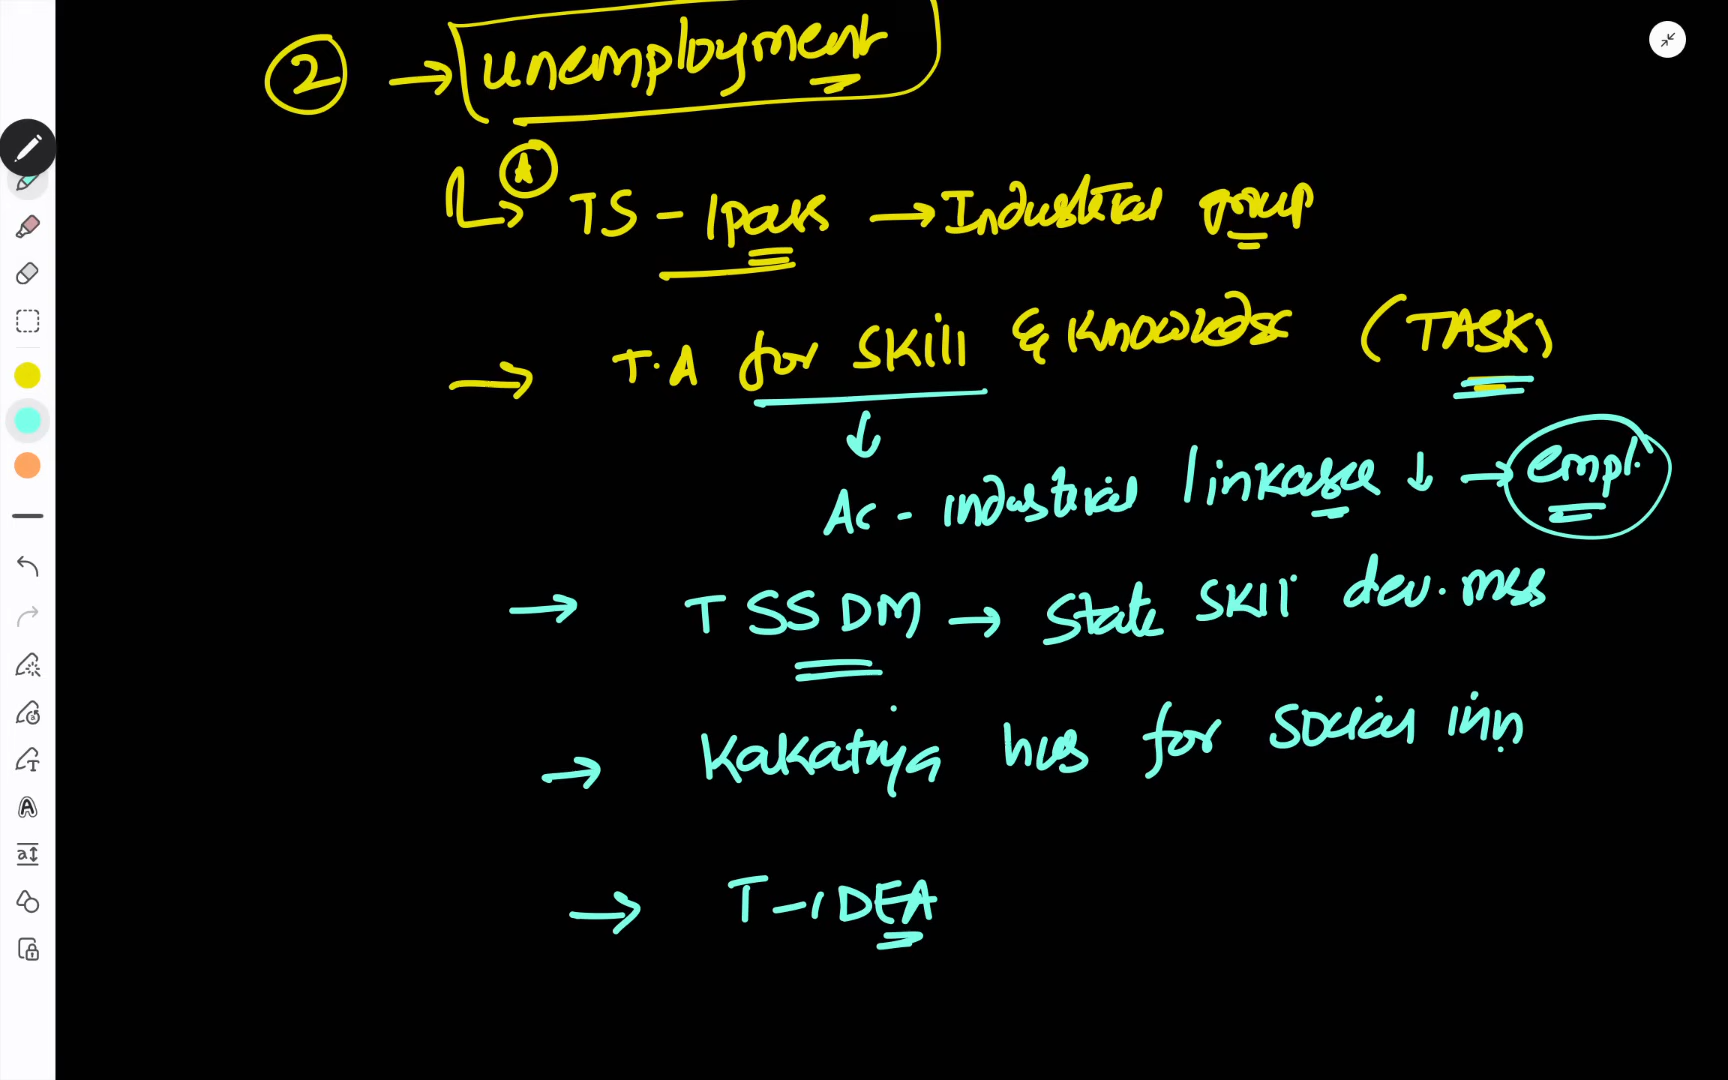 2 → unemployment
A TS - Ipass → Industrial group
→ T.A for Skill & Knowledge (TASK)
↓
Ac - industrial linkages ↓ → empl.
→ TSSDM → State Skill dev. miss
→ Kakatiya hub for Social inn
→ T-IDEA